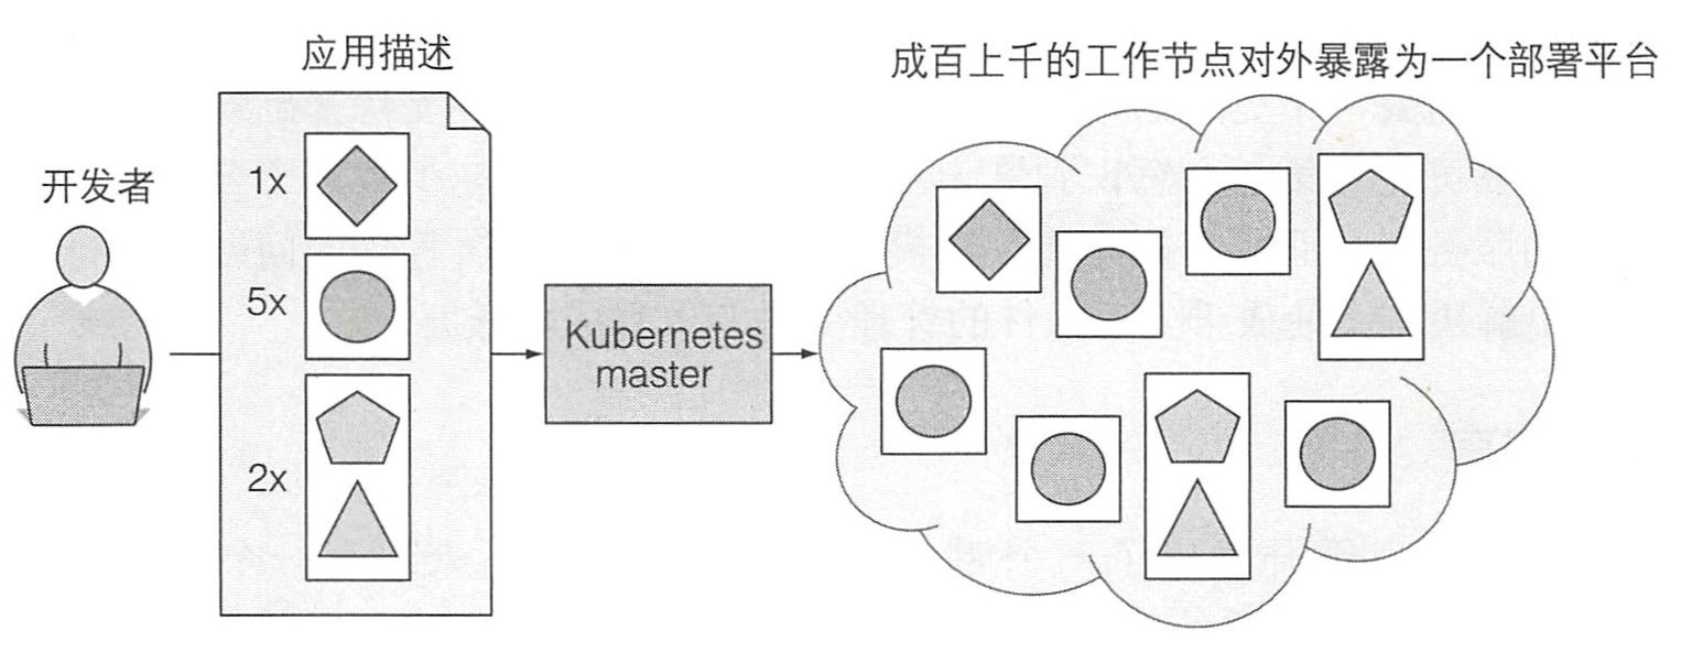 应用描述
成百上千的工作节点对外暴露为一个部署平台
开发者
1x
5x
2x
Kubernetes
master